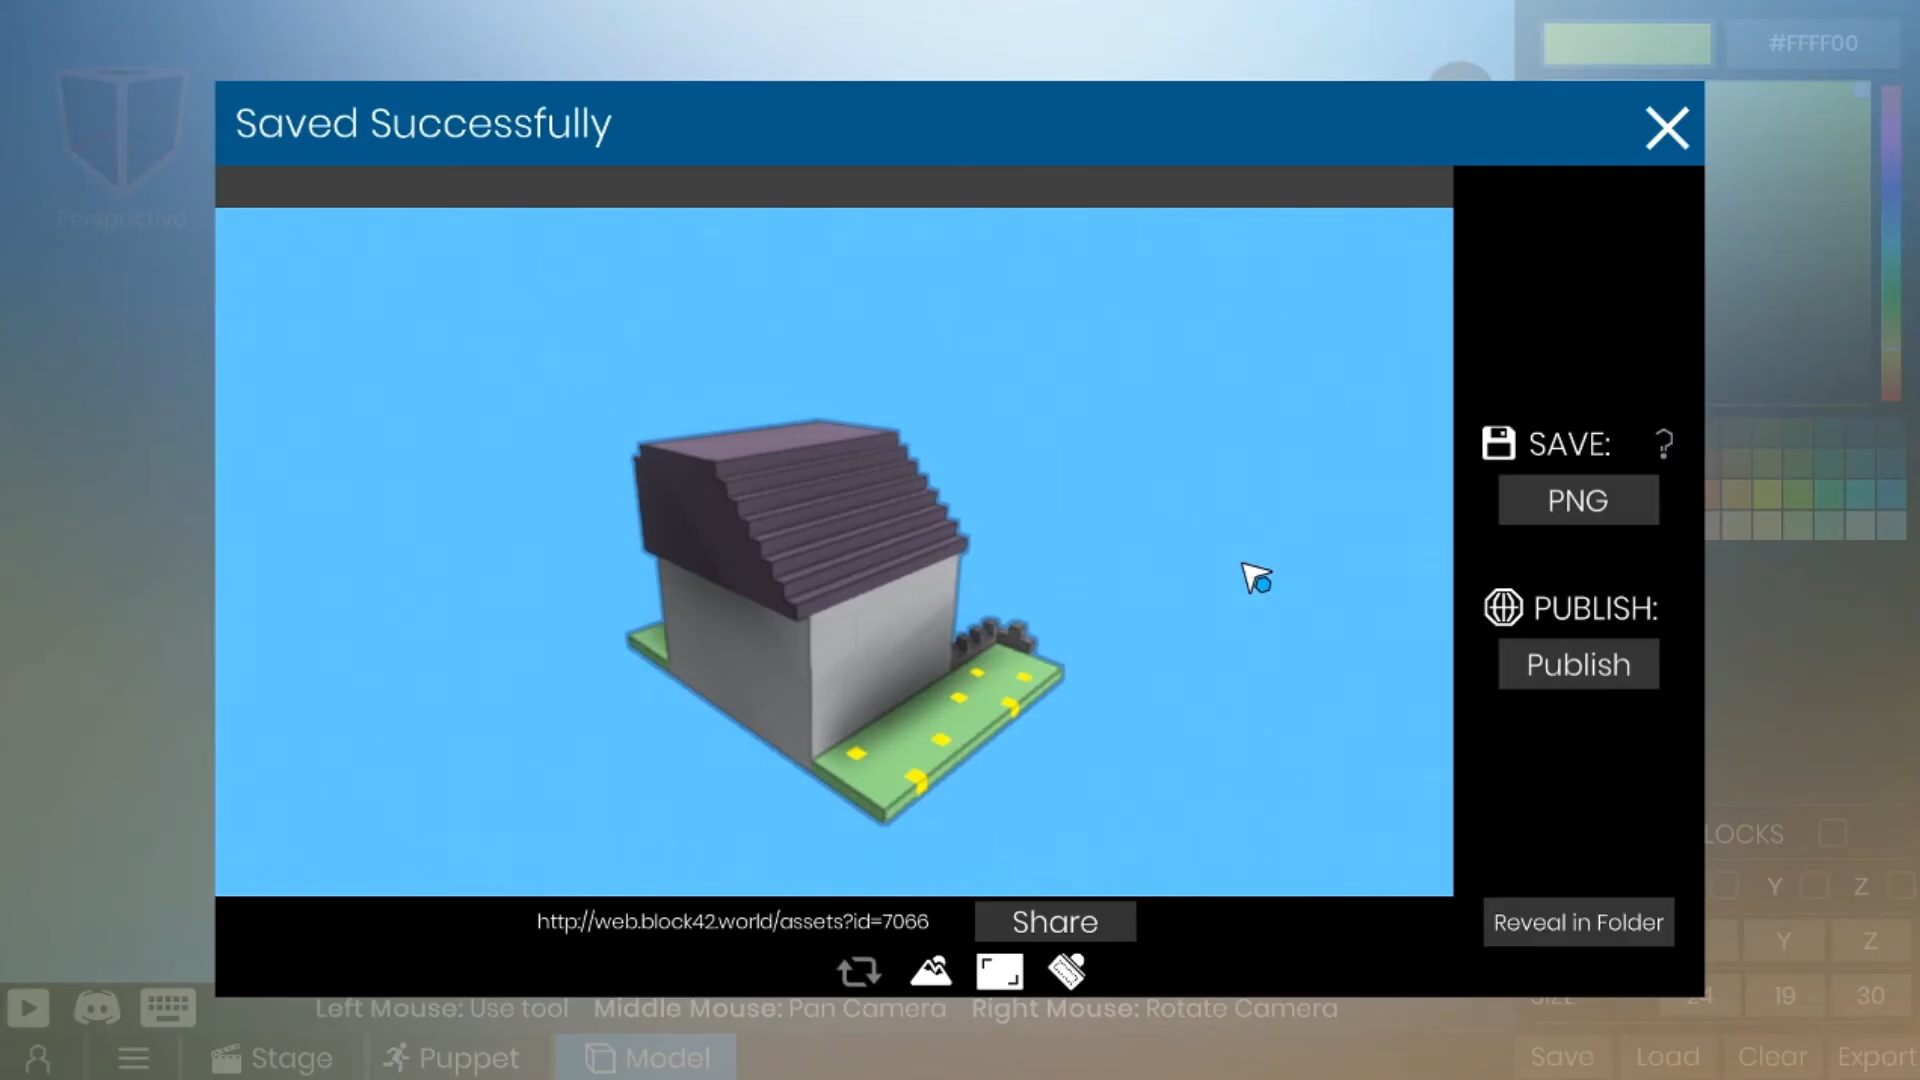 #FFFF00
Saved Successfully
Perspective
SAVE: ?
PNG
PUBLISH:
Publish
LOCKS
Y Z
http://web.block42.world/assets?id=7066
Share
Reveal in Folder
Y Z
SIZE 24 19 30
Left Mouse: Use tool Middle Mouse: Pan Camera Right Mouse: Rotate Camera
Stage Puppet Model
Save Load Clear Export